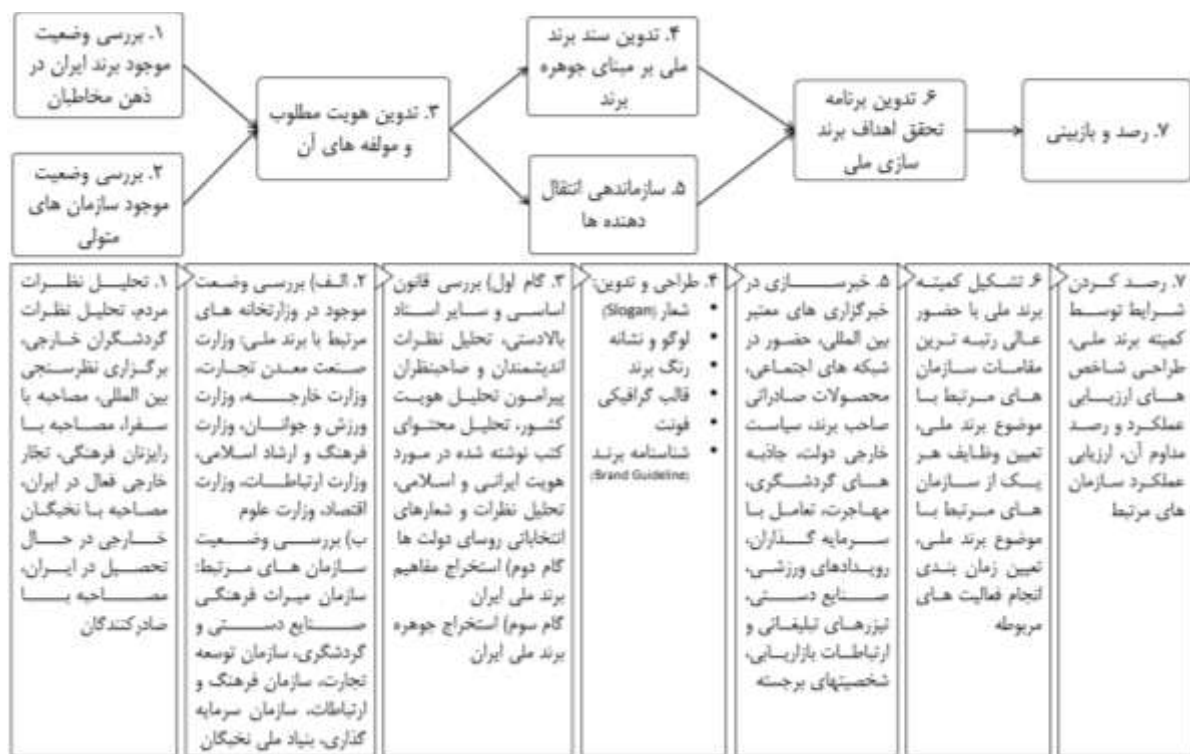 ۱. بررسی وضعیت
موجود برند ایران در
ذهن مخاطبان
۲. بررسی وضعیت
موجود سازمان های
متولی
۳. تدوین هویت مطلوب
و مولفه های آن
۴. تدوین سند برند
ملی بر مبنای جوهره
برند
۵. سازماندهی انتقال
دهنده ها
۶. تدوین برنامه
تحقق اهداف برند
سازی ملی
۷. رصد و بازبینی
۱. تحلیل نظرات
مردم، تحلیل نظرات
گردشگران خارجی،
برگزاری نظرسنجی
بین المللی، مصاحبه با
سفرا، مصاحبه با
رایزنان فرهنگی، تجار
خارجی فعال در ایران،
مصاحبه با نخبگان
خارجی در حال
تحصیل در ایران،
مصاحبه با
صادرکنندگان
۲. الف) بررسی وضعت
موجود در وزارتخانه های
مرتبط با برند ملی: وزارت
صنعت معدن تجارت،
وزارت خارجه، وزارت
ورزش و جوانان، وزارت
فرهنگ و ارشاد اسلامی،
وزارت ارتباطات، وزارت
اقتصاد، وزارت علوم
ب) بررسی وضعیت
سازمان های مرتبط:
سازمان میراث فرهنگی
صنایع دستی و
گردشگری، سازمان توسعه
تجارت، سازمان فرهنگ و
ارتباطات، سازمان سرمایه
گذاری، بنیاد ملی نخبگان
۳. گام اول) بررسی قانون
اساسی و سایر اسناد
بالادستی، تحلیل نظرات
اندیشمندان و صاحبنظران
پیرامون تحلیل هویت
کشور، تحلیل محتوای
کتب نوشته شده در مورد
هویت ایرانی و اسلامی،
تحلیل نظرات و شعارهای
انتخاباتی روسای دولت ها
گام دوم) استخراج مفاهیم
برند ملی ایران
گام سوم) استخراج جوهره
برند ملی ایران
۴. طراحی و تدوین:
• شعار (Slogan)
• لوگو و نشانه
• رنگ برند
• قالب گرافیکی
• فونت
• شناسنامه برند
(Brand Guideline)
۵. خبرسازی در
خبرگزاری های معتبر
بین المللی، حضور در
شبکه های اجتماعی،
محصولات صادراتی
صاحب برند، سیاست
خارجی دولت، جاذبه
های گردشگری،
مهاجرت، تعامل با
سرمایه گذاران،
رویدادهای ورزشی،
صنایع دستی،
تیزرهای تبلیغاتی و
ارتباطات بازاریابی،
شخصیتهای برجسته
۶. تشکیل کمیته
برند ملی با حضور
عالی رتبه ترین
مقامات سازمان
های مرتبط با
موضوع برند ملی،
تعیین وظایف هر
یک از سازمان
های مرتبط با
موضوع برند ملی،
تعیین زمان بندی
انجام فعالیت های
مربوطه
۷. رصد کردن
شرایط توسط
کمیته برند ملی،
طراحی شاخص
های ارزیابی
عملکرد و رصد
مداوم آن، ارزیابی
عملکرد سازمان
های مرتبط